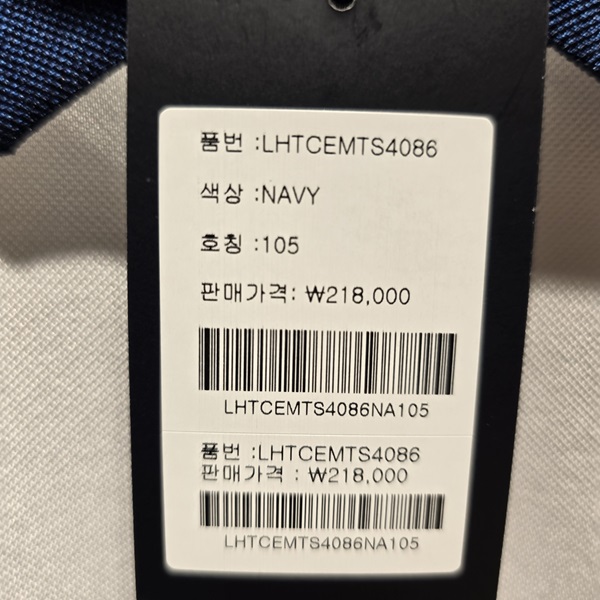 품번 :LHTCEMTS4086
색상 :NAVY
호칭 :105
판매가격: ₩218,000
LHTCEMTS4086NA105
품번 :LHTCEMTS4086
판매가격 : ₩218,000
LHTCEMTS4086NA105